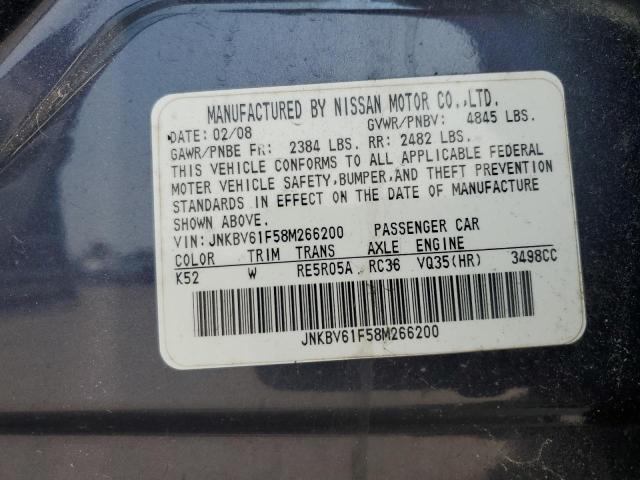 MANUFACTURED BY NISSAN MOTOR CO.,LTD.
DATE: 02/08 GVWR/PNBV: 4845 LBS.
GAWR/PNBE FR: 2384 LBS. RR: 2482 LBS.
THIS VEHICLE CONFORMS TO ALL APPLICABLE FEDERAL
MOTOR VEHICLE SAFETY,BUMPER,AND THEFT PREVENTION
STANDARDS IN EFFECT ON THE DATE OF MANUFACTURE
SHOWN ABOVE.
VIN:JNKBV61F58M266200 PASSENGER CAR
COLOR TRIM TRANS AXLE ENGINE
K52 W RE5R05A RC36 VQ35(HR) 3498CC
JNKBV61F58M266200